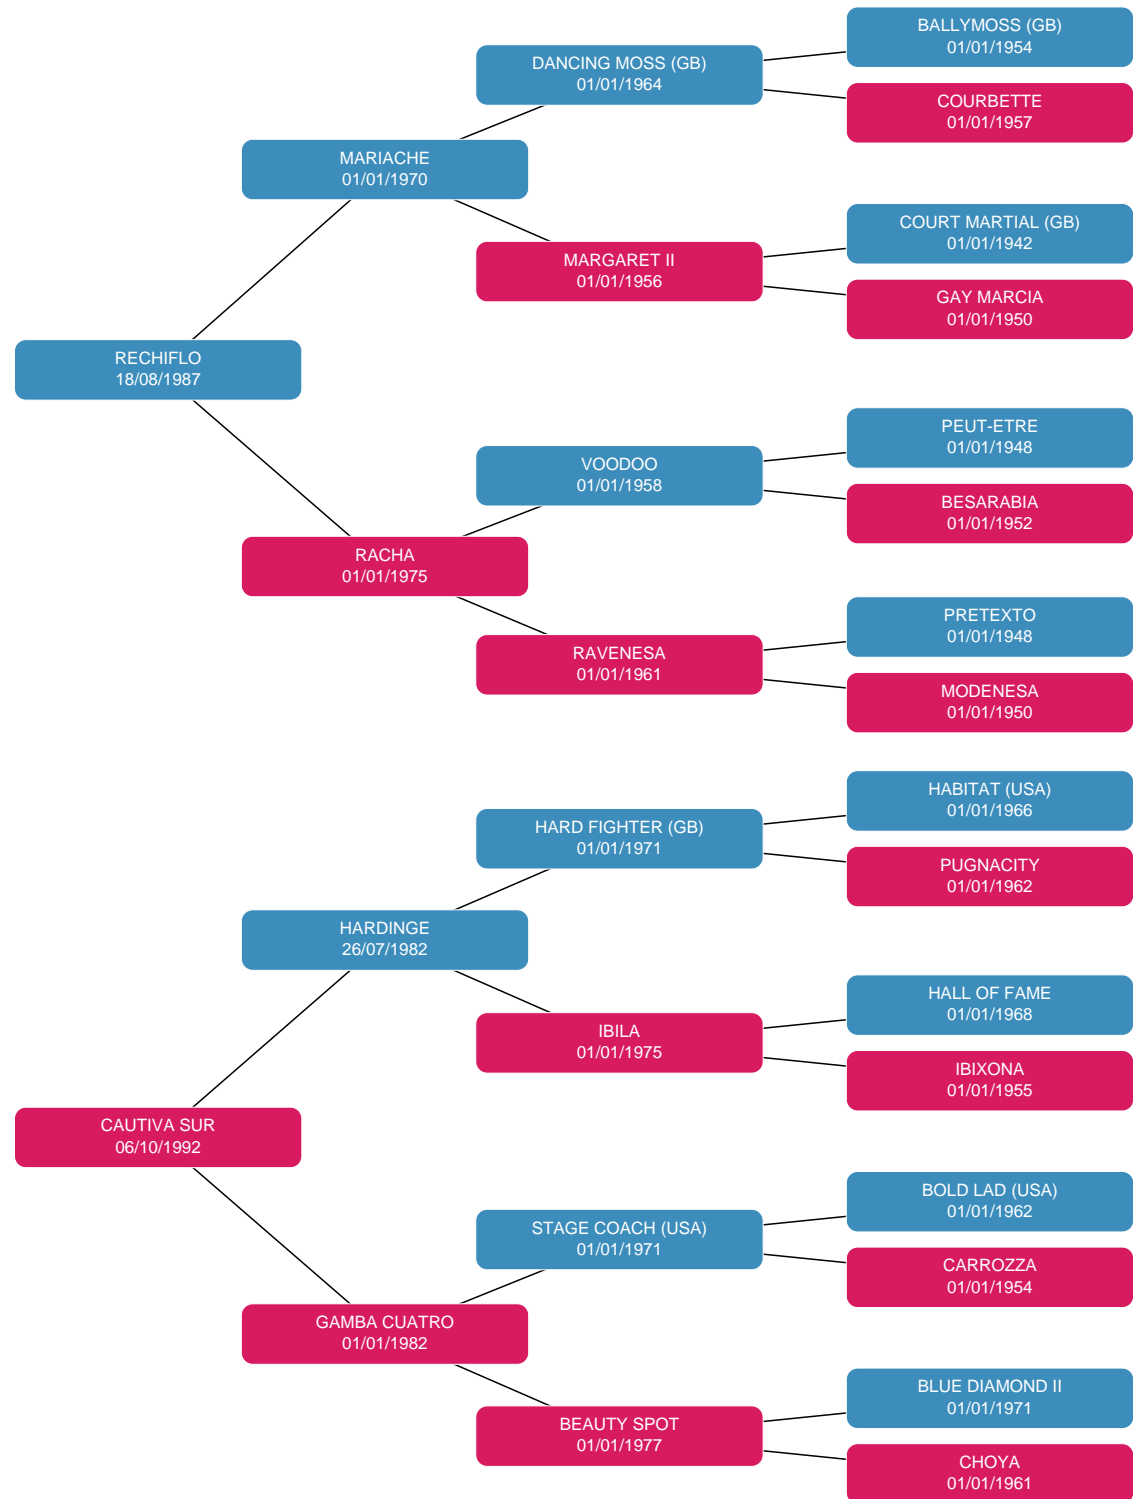 BALLYMOSS (GB)
01/01/1954
DANCING MOSS (GB)
01/01/1964
COURBETTE
01/01/1957
MARIACHE
01/01/1970
COURT MARTIAL (GB)
01/01/1942
MARGARET II
01/01/1956
GAY MARCIA
01/01/1950
RECHIFLO
18/08/1987
PEUT-ETRE
01/01/1948
VOODOO
01/01/1958
BESARABIA
01/01/1952
RACHA
01/01/1975
PRETEXTO
01/01/1948
RAVENESA
01/01/1961
MODENESA
01/01/1950
HABITAT (USA)
01/01/1966
HARD FIGHTER (GB)
01/01/1971
PUGNACITY
01/01/1962
HARDINGE
26/07/1982
HALL OF FAME
01/01/1968
IBILA
01/01/1975
IBIXONA
01/01/1955
CAUTIVA SUR
06/10/1992
BOLD LAD (USA)
01/01/1962
STAGE COACH (USA)
01/01/1971
CARROZZA
01/01/1954
GAMBA CUATRO
01/01/1982
BLUE DIAMOND II
01/01/1971
BEAUTY SPOT
01/01/1977
CHOYA
01/01/1961